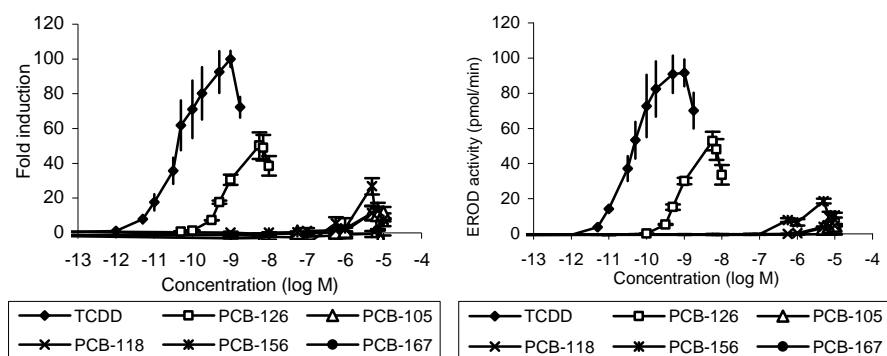 Fold induction
120
100
80
60
40
20
0
-13 -12 -11 -10 -9 -8 -7 -6 -5 -4
Concentration (log M)
TCDD PCB-126 PCB-105
PCB-118 PCB-156 PCB-167
EROD activity (pmol/min)
120
100
80
60
40
20
0
-13 -12 -11 -10 -9 -8 -7 -6 -5 -4
Concentration (log M)
TCDD PCB-126 PCB-105
PCB-118 PCB-156 PCB-167